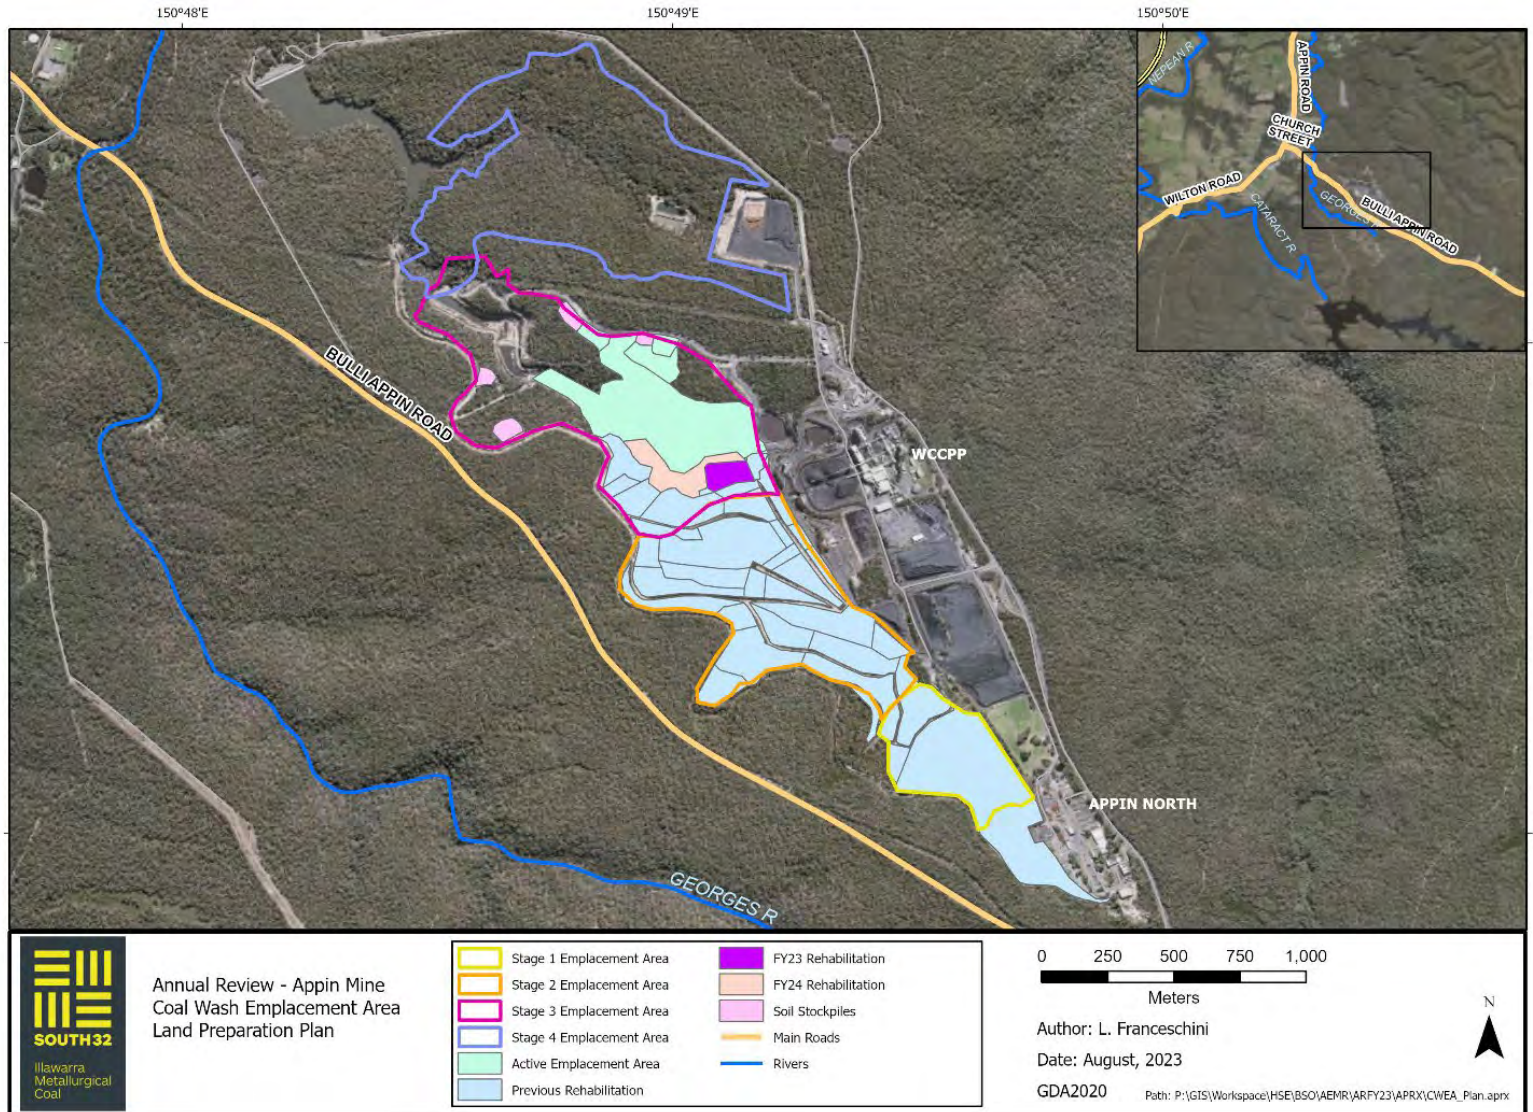 150°48'E
150°49'E
150°50'E
NEPEAN R
APPIN ROAD
CHURCH
STREET
WILTON ROAD
CATARACT R
GEORGES
BULLI APPIN ROAD
BULLI APPIN ROAD
WCCPP
APPIN NORTH
GEORGES R
SOUTH32
Illawarra
Metallurgical
Coal
Annual Review - Appin Mine
Coal Wash Emplacement Area
Land Preparation Plan
Stage 1 Emplacement Area
Stage 2 Emplacement Area
Stage 3 Emplacement Area
Stage 4 Emplacement Area
Active Emplacement Area
Previous Rehabilitation
FY23 Rehabilitation
FY24 Rehabilitation
Soil Stockpiles
Main Roads
Rivers
0 250 500 750 1,000
Meters
Author: L. Franceschini
Date: August, 2023
GDA2020
Path: P:\GIS\Workspace\HSE\BSO\AEMR\ARFY23\APRX\CWEA_Plan.aprx
N